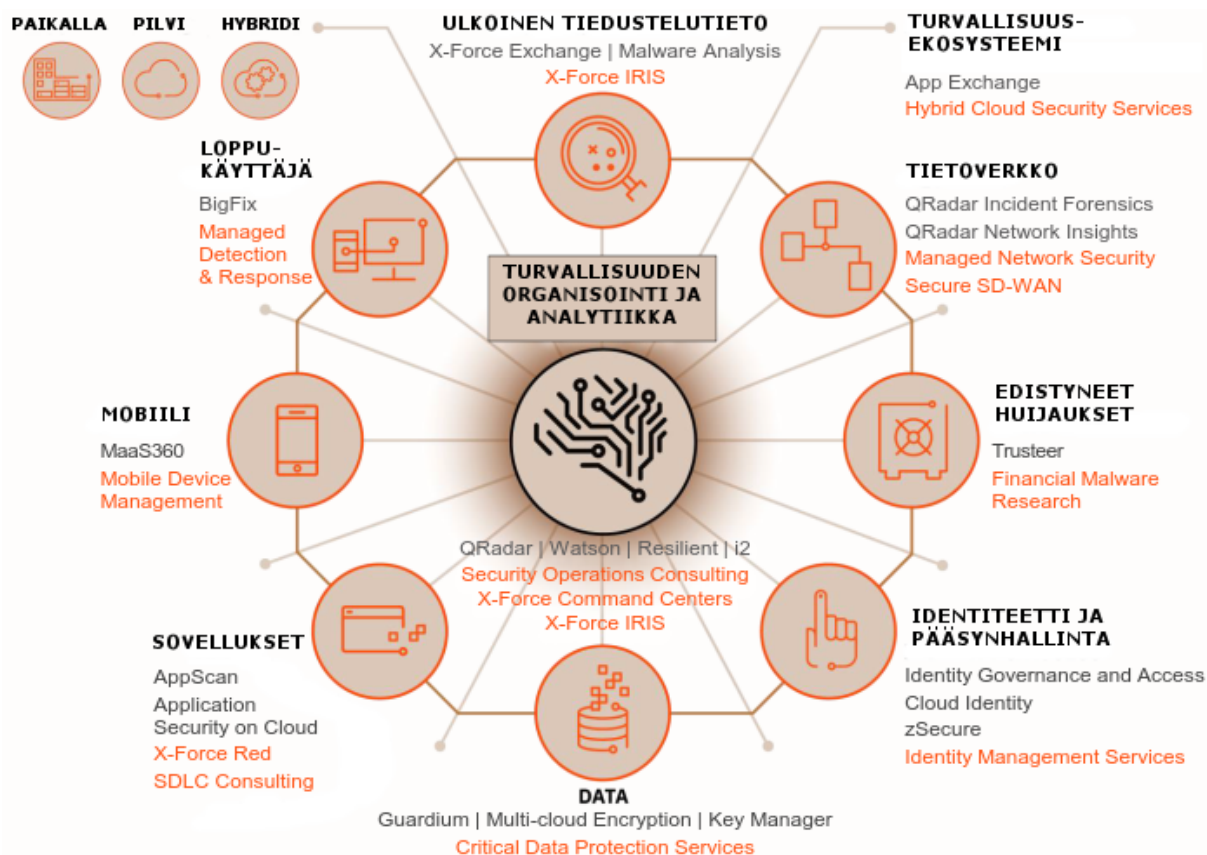 PAIKALLA
PILVI
HYBRIDI
ULKOINEN TIEDUSTELUTIETO
X-Force Exchange | Malware Analysis
X-Force IRIS
TURVALLISUUS-
EKOSYSTEEMI
App Exchange
Hybrid Cloud Security Services
LOPPU-
KÄYTTÄJÄ
BigFix
Managed
Detection
& Response
TIETOVERKKO
QRadar Incident Forensics
QRadar Network Insights
Managed Network Security
Secure SD-WAN
TURVALLISUUDEN
ORGANISOINTI JA
ANALYTIIKKA
MOBIILI
MaaS360
Mobile Device
Management
EDISTYNEET
HUIJAUKSET
Trusteer
Financial Malware
Research
QRadar | Watson | Resilient | i2
Security Operations Consulting
X-Force Command Centers
X-Force IRIS
SOVELLUKSET
AppScan
Application
Security on Cloud
X-Force Red
SDLC Consulting
IDENTITEETTI JA
PÄÄSYNHALLINTA
Identity Governance and Access
Cloud Identity
zSecure
Identity Management Services
DATA
Guardium | Multi-cloud Encryption | Key Manager
Critical Data Protection Services